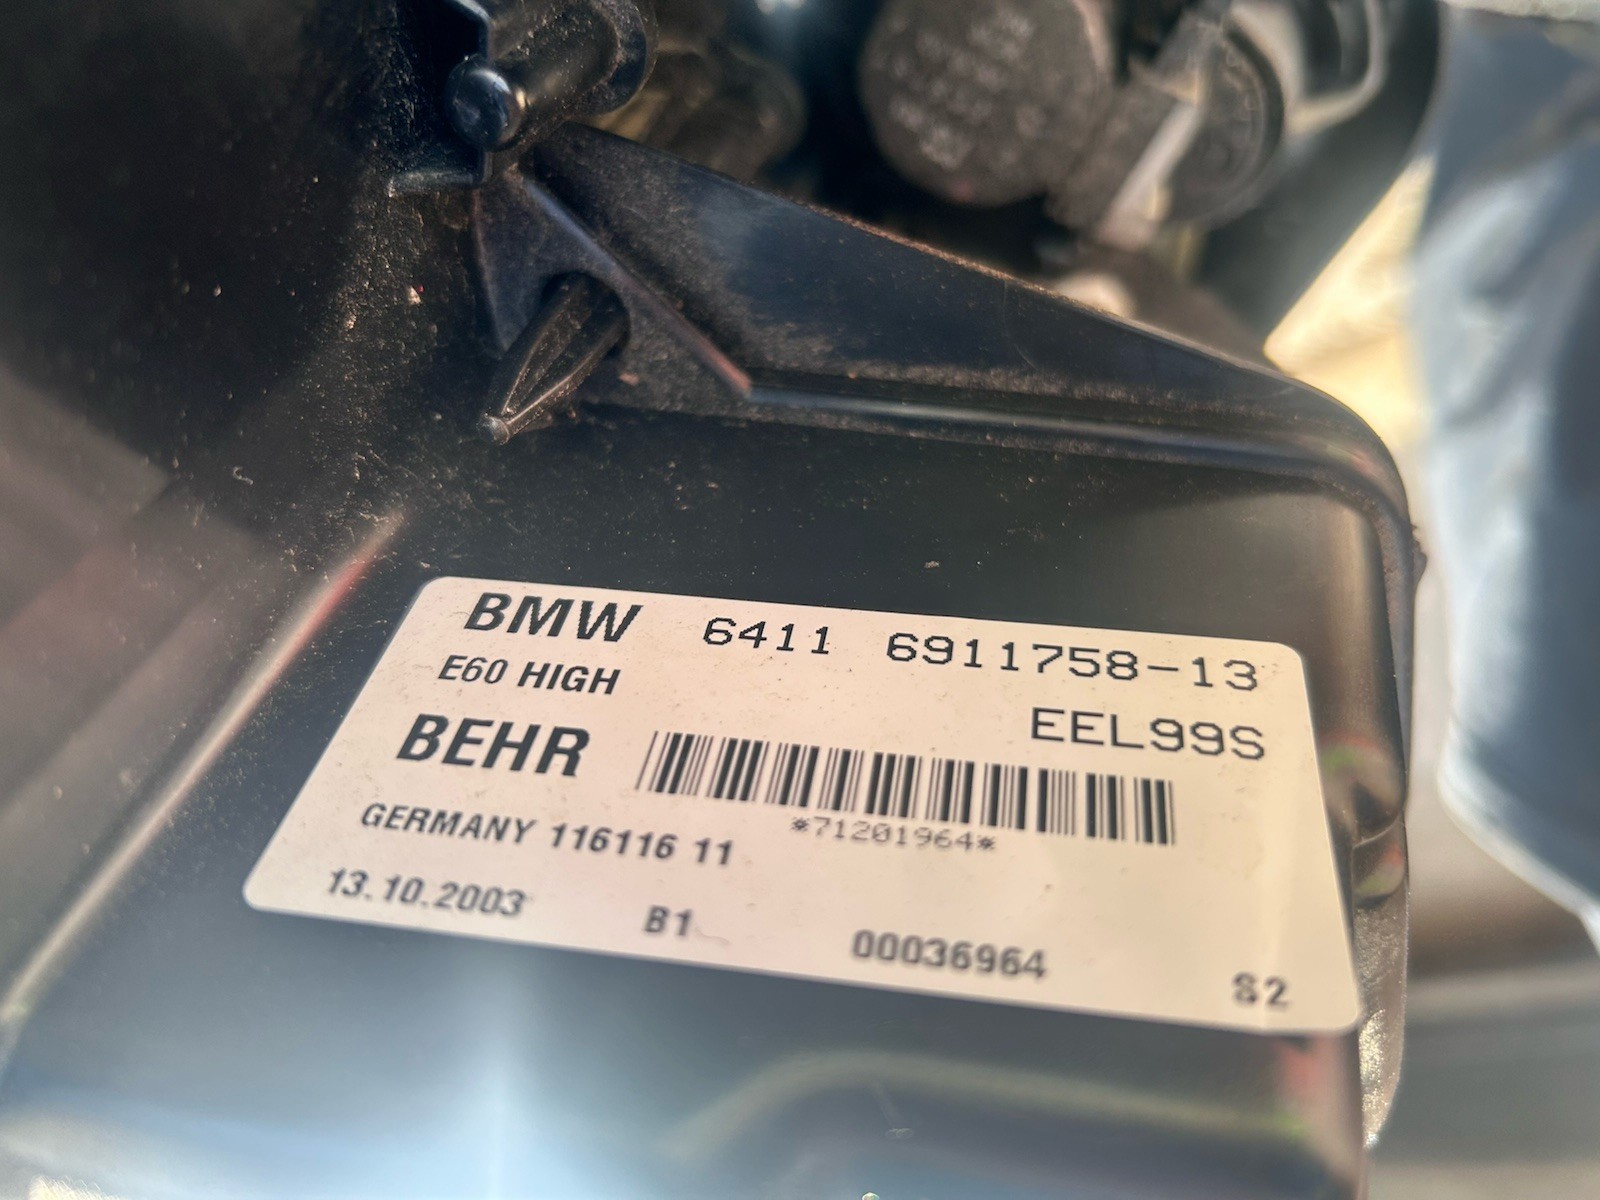 BMW 6411 6911758-13
E60 HIGH
EEL99S
BEHR
*71201964*
GERMANY 116116 11
13.10.2003 B1 00036964 S2